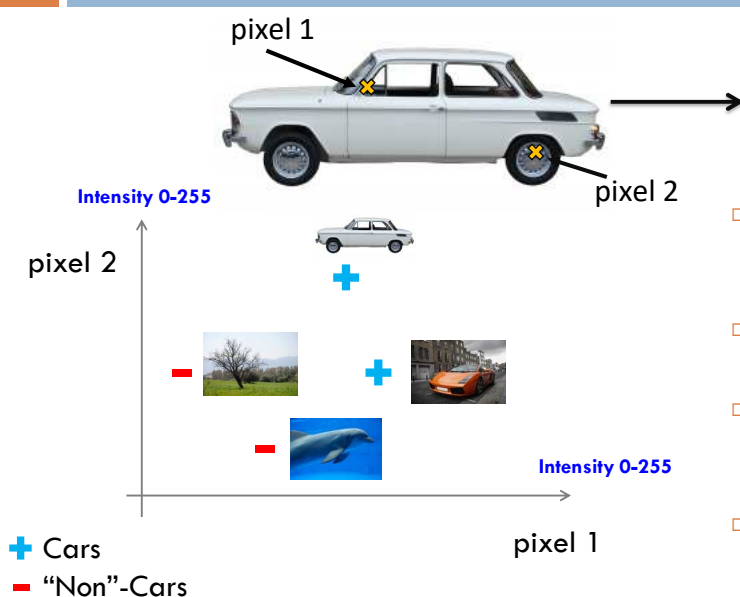 pixel 1
pixel 2
Intensity 0-255
pixel 2
Intensity 0-255
pixel 1
Cars
“Non”-Cars